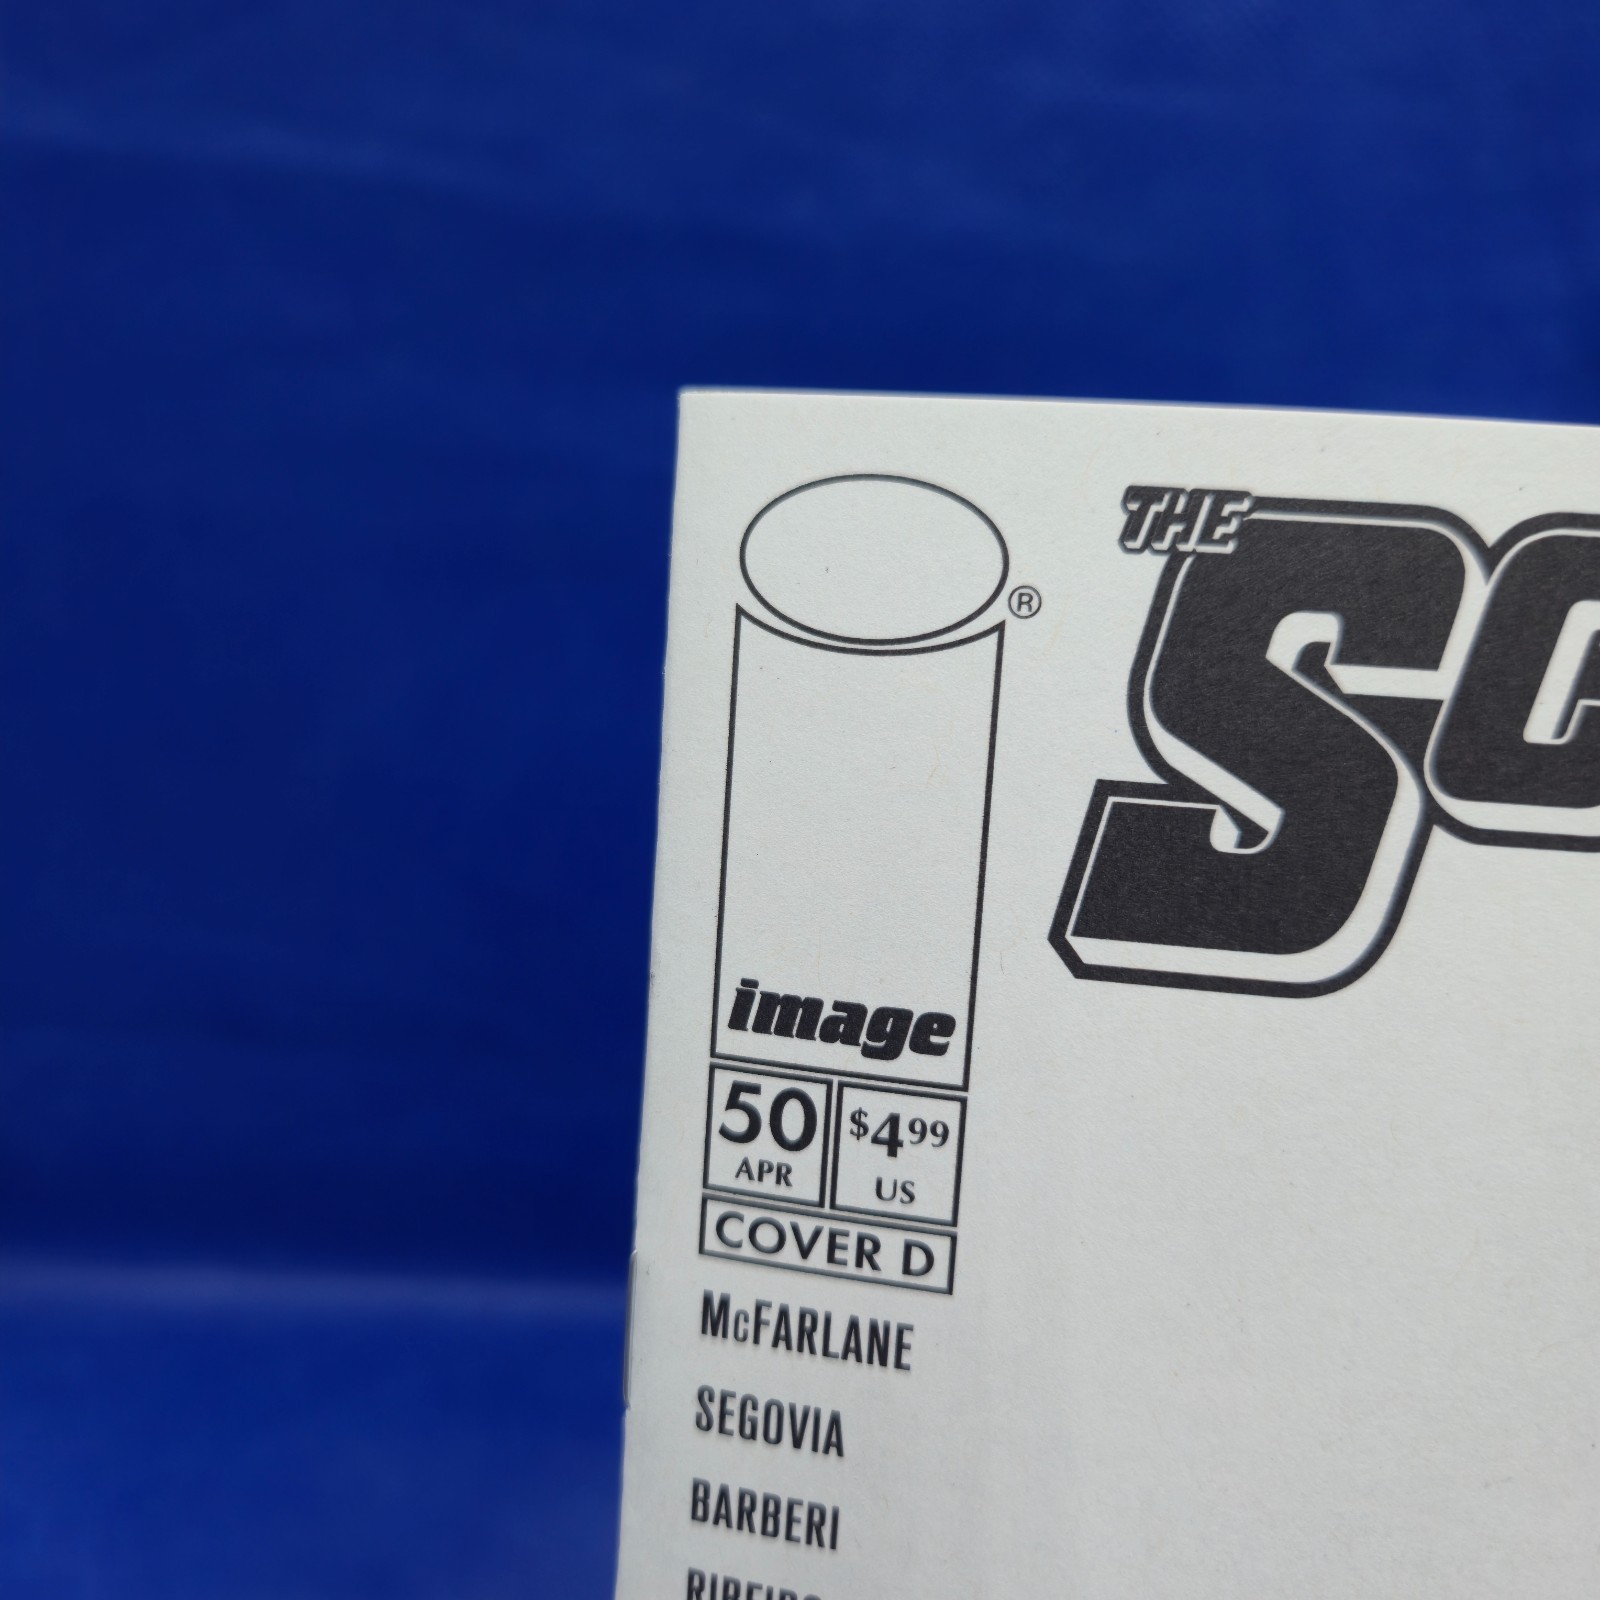 ®
THE
SC
image
50
APR
$4.99
US
COVER D
McFARLANE
SEGOVIA
BARBERI